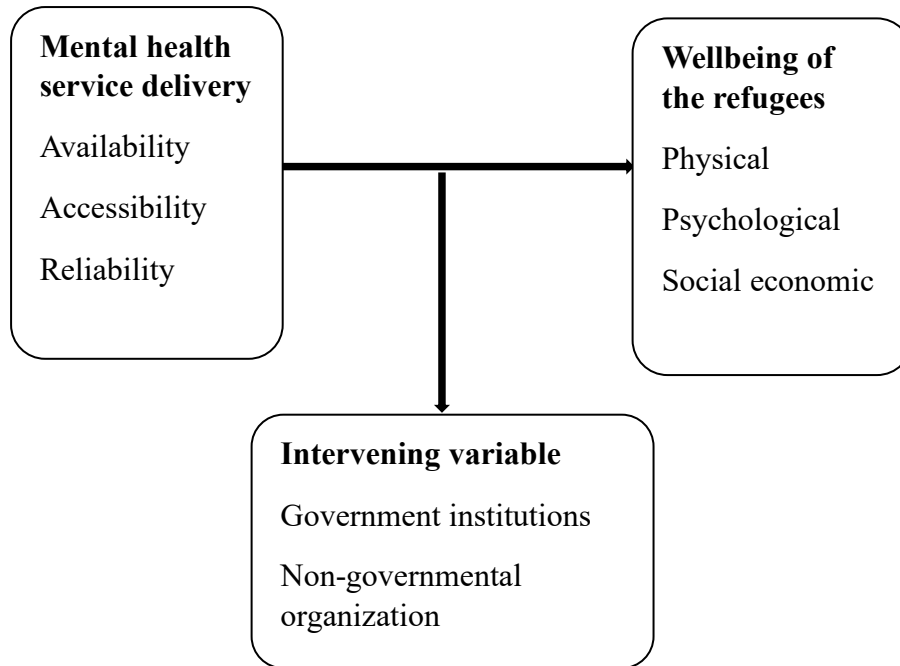 Mental health
service delivery
Availability
Accessibility
Reliability
Wellbeing of
the refugees
Physical
Psychological
Social economic
Intervening variable
Government institutions
Non-governmental
organization